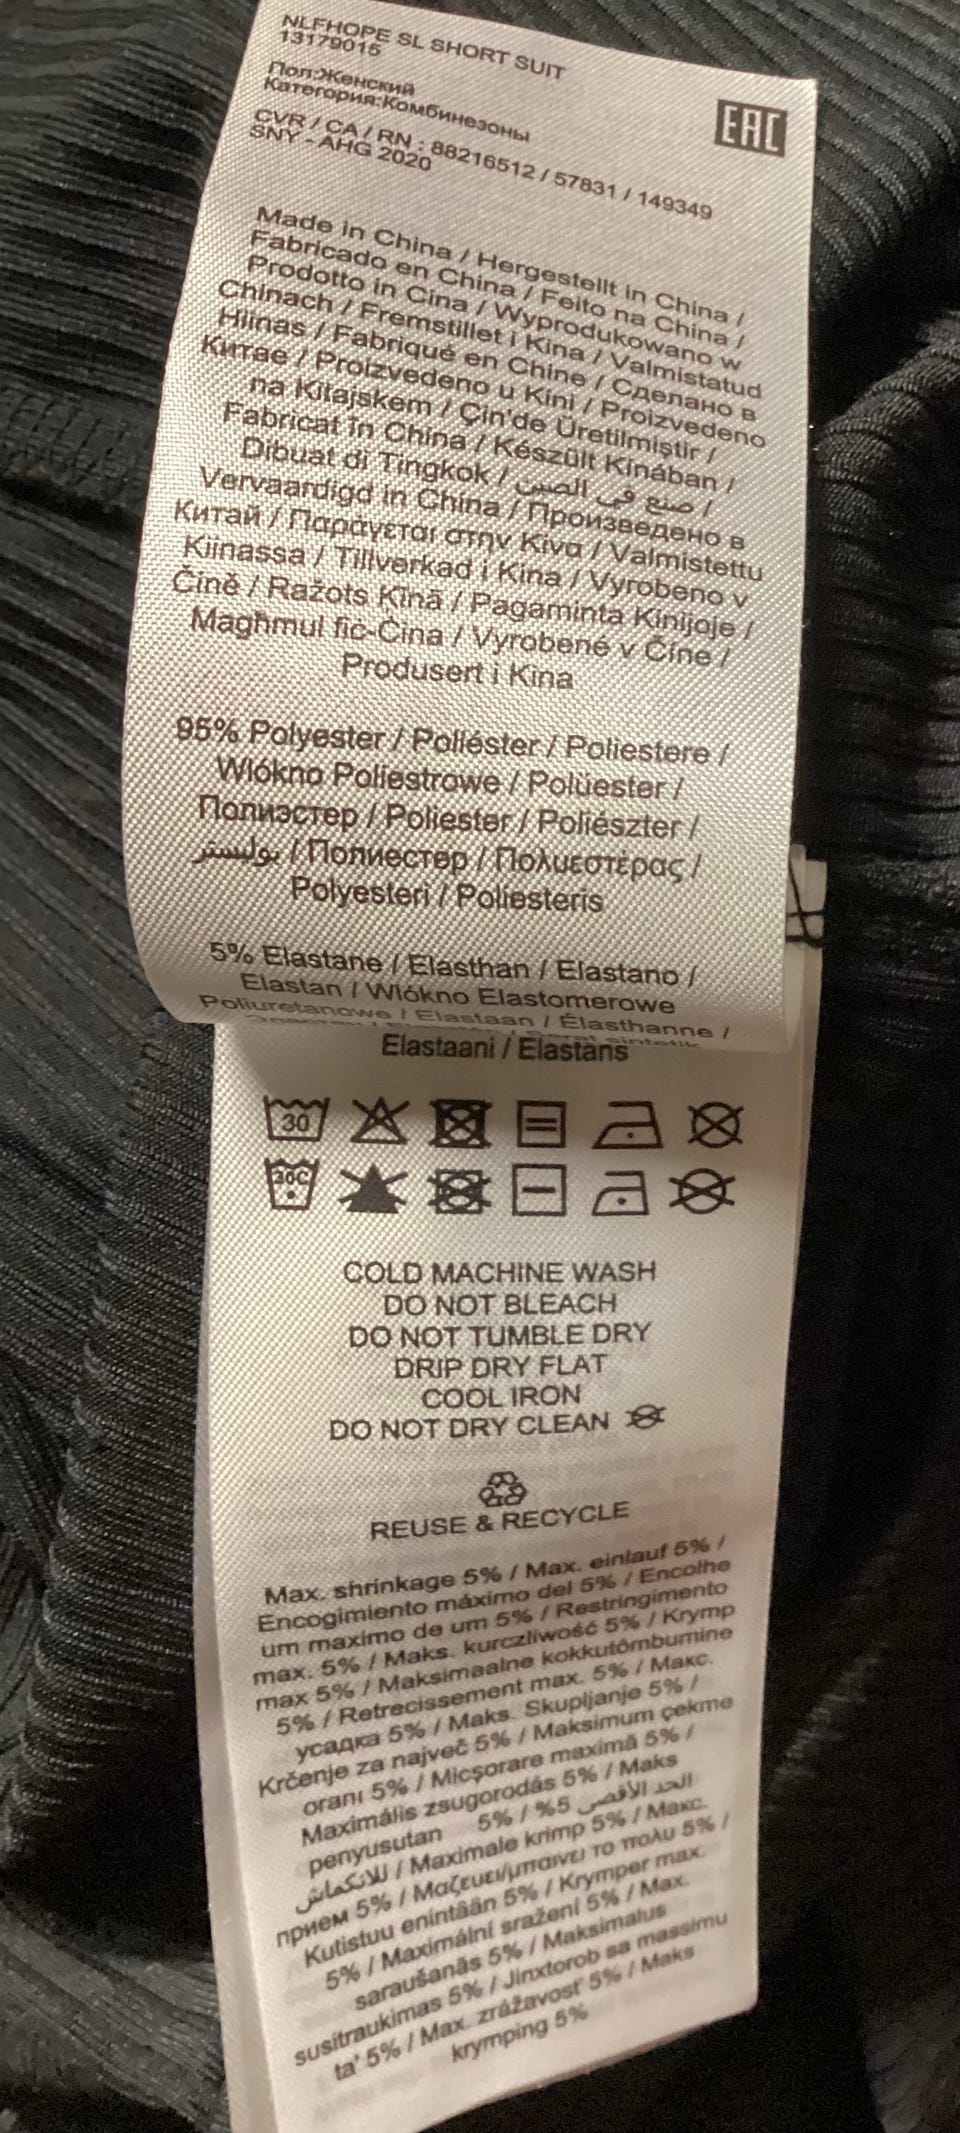 NLFHOPE SL SHORT SUIT
13179015
Пол:Женский
Категория:Комбинезоны
EAC
CVR / CA / RN : 88216512 / 57831 / 149349
SNY - AHG 2020
Made in China / Hergestellt in China /
Fabricado en China / Feito na China /
Prodotto in Cina / Wyprodukowano w
Chinach / Fremstillet i Kina / Valmistatud
Hiinas / Fabriqué en Chine / Сделано в
Китае / Proizvedeno u Kini / Proizvedeno
na Kitajskem / Çin'de Üretilmiştir /
Fabricat în China / Készült Kínában /
Dibuat di Tingkok / صنع في الصين /
Vervaardigd in China / Произведено в
Китай / Παράγεται στην Κίνα / Valmistettu
Kiinassa / Tillverkad i Kina / Vyrobeno v
Číně / Ražots Ķīnā / Pagaminta Kinijoje /
Magħmul fic-Ċina / Vyrobené v Číne /
Produsert i Kina
95% Polyester / Poliéster / Poliestere /
Wlókno Poliestrowe / Polüester /
Полиэстер / Poliester / Poliészter /
بوليستر / Полиестер / Πολυεστέρας /
Polyesteri / Poliesteris
5% Elastane / Elasthan / Elastano /
Elastan / Wlókno Elastomerowe
Poliuretanowe / Elastaan / Élasthanne /
Elastaani / Elastāns
30
30C
COLD MACHINE WASH
DO NOT BLEACH
DO NOT TUMBLE DRY
DRIP DRY FLAT
COOL IRON
DO NOT DRY CLEAN
REUSE & RECYCLE
Max. shrinkage 5% / Max. einlauf 5% /
Encogimiento máximo del 5% / Encolhe
um maximo de um 5% / Restringimento
max. 5% / Maks. kurczliwość 5% / Krymp
max 5% / Maksimaalne kokkutõmbumine
5% / Retrecissement max. 5% / Макс.
усадка 5% / Maks. Skupljanje 5% /
Krčenje za največ 5% / Maksimum çekme
oranı 5% / Micşorare maximă 5% /
Maximális zsugorodás 5% / Maks
penyusutan 5% / %5 الحد الأقصى
للانكماش / Maximale krimp 5% / Макс.
прием 5% / Μαζευει/μπαινει το πολυ 5% /
Kutistuu enintään 5% / Krymper max.
5% / Maximální sražení 5% / Max.
saraušanās 5% / Maksimalus
susitraukimas 5% / Jinxtorob sa massimu
ta' 5% / Max. zrážavosť 5% / Maks
krymping 5%